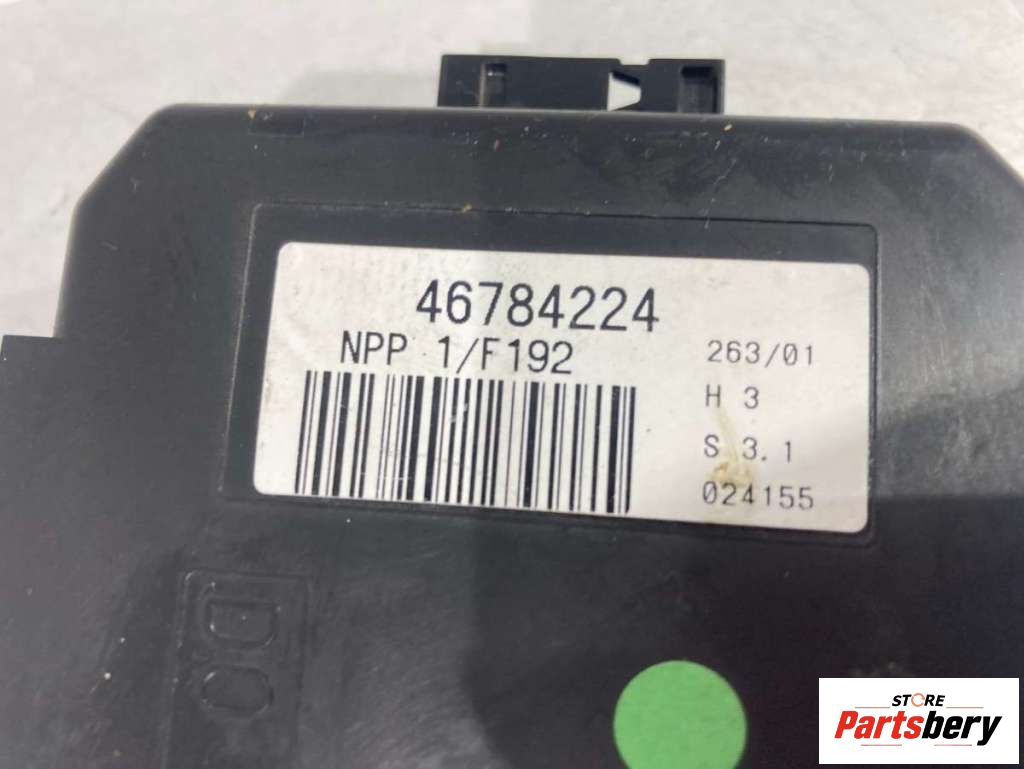 46784224
NPP 1/F192
263/01
H 3
S 3.1
024155
STORE
Partsbery